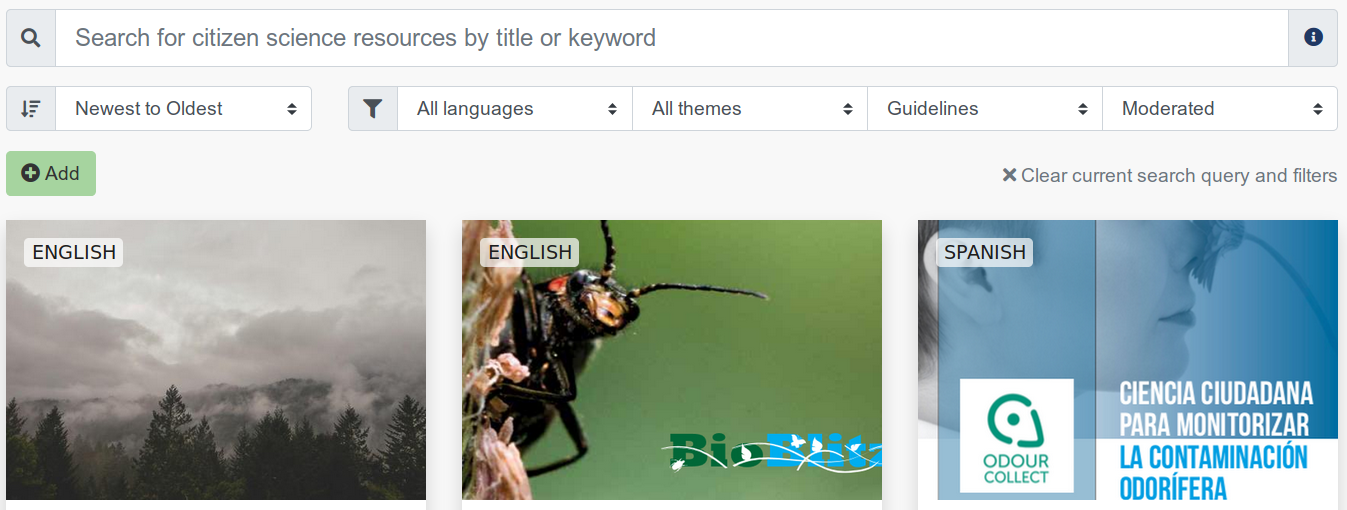 Search for citizen science resources by title or keyword
Newest to Oldest
All languages
All themes
Guidelines
Moderated
Add
Clear current search query and filters
ENGLISH
ENGLISH
SPANISH
BioBlitz
ODOUR
COLLECT
CIENCIA CIUDADANA
PARA MONITORIZAR
LA CONTAMINACIÓN
ODORÍFERA